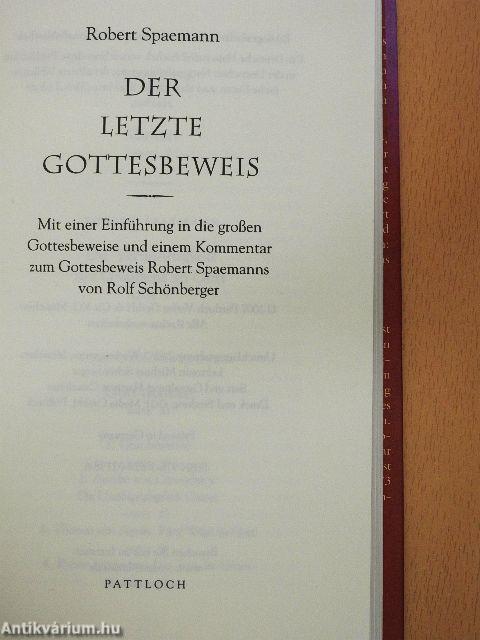 Robert Spaemann
DER
LETZTE
GOTTESBEWEIS
Mit einer Einführung in die großen
Gottesbeweise und einem Kommentar
zum Gottesbeweis Robert Spaemanns
von Rolf Schönberger
PATTLOCH
Antikvárium.hu